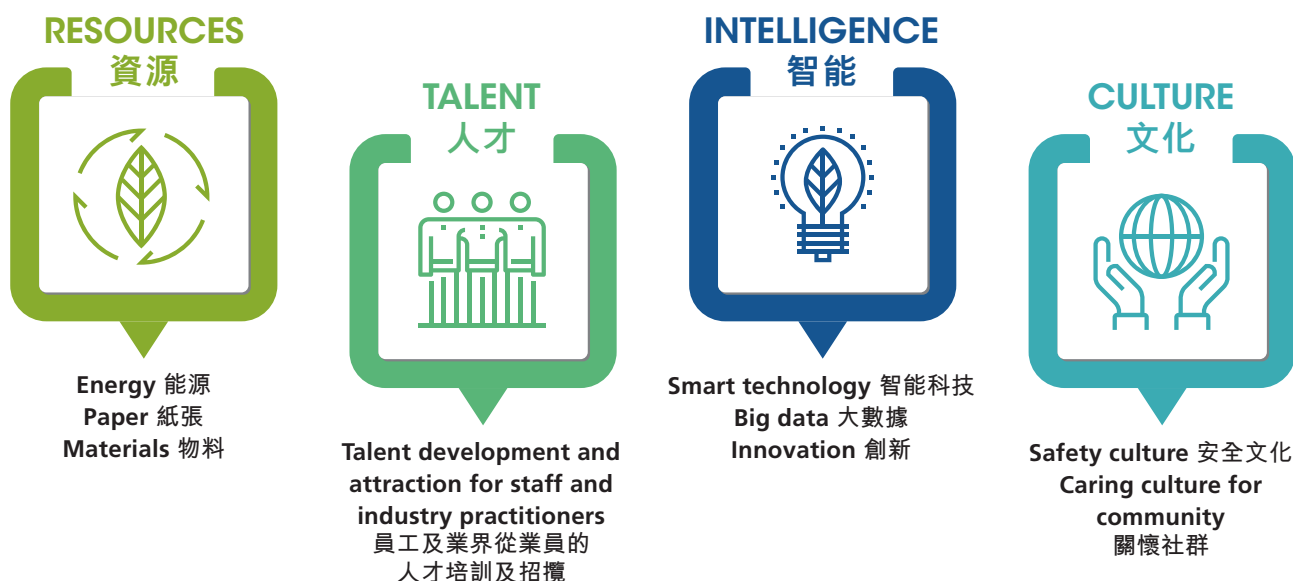 RESOURCES
資源
Energy 能源
Paper 紙張
Materials 物料
TALENT
人才
Talent development and
attraction for staff and
industry practitioners
員工及業界從業員的
人才培訓及招攬
INTELLIGENCE
智能
Smart technology 智能科技
Big data 大數據
Innovation 創新
CULTURE
文化
Safety culture 安全文化
Caring culture for
community
關懷社群